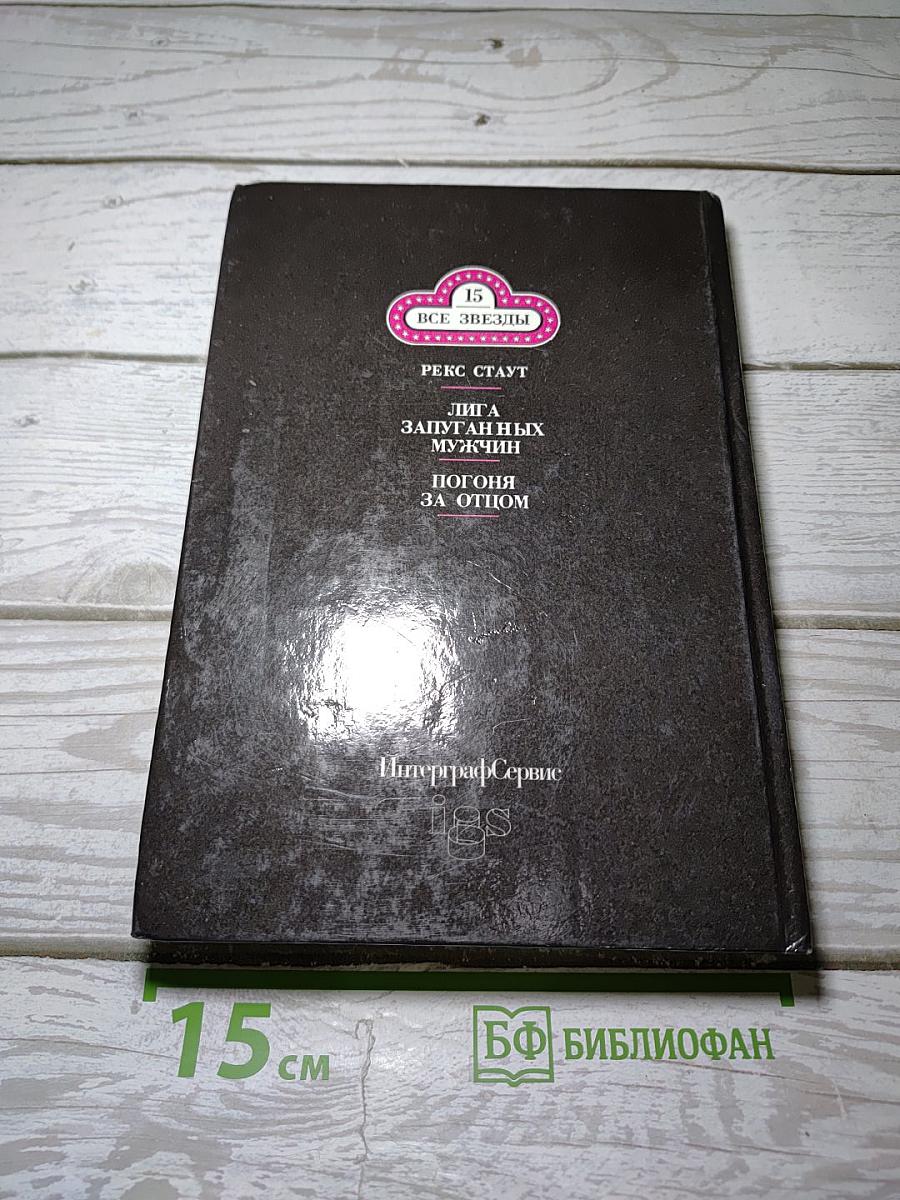 15
ВСЕ ЗВЕЗДЫ
РЕКС СТАУТ
ЛИГА
ЗАПУГАННЫХ
МУЖЧИН
ПОГОНЯ
ЗА ОТЦОМ
ИнтерграфСервис
igs
15 см
БФ БИБЛИОФАН